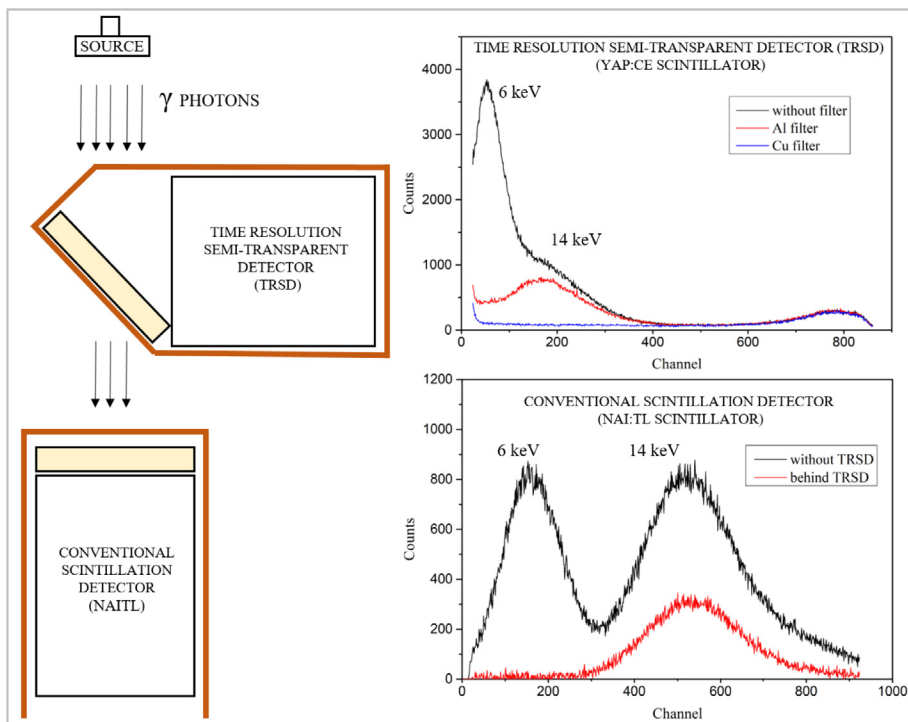 SOURCE
γ PHOTONS
TIME RESOLUTION
SEMI-TRANSPARENT
DETECTOR
(TRSD)
CONVENTIONAL
SCINTILLATION
DETECTOR
(NAITL)
TIME RESOLUTION SEMI-TRANSPARENT DETECTOR (TRSD)
(YAP:CE SCINTILLATOR)
4000
3000
2000
1000
0
Counts
6 keV
14 keV
without filter
Al filter
Cu filter
0 200 400 600 800
Channel
1200
1000
800
600
400
200
0
Counts
CONVENTIONAL SCINTILLATION DETECTOR
(NAI:TL SCINTILLATOR)
6 keV 14 keV
without TRSD
behind TRSD
0 200 400 600 800 1000
Channel